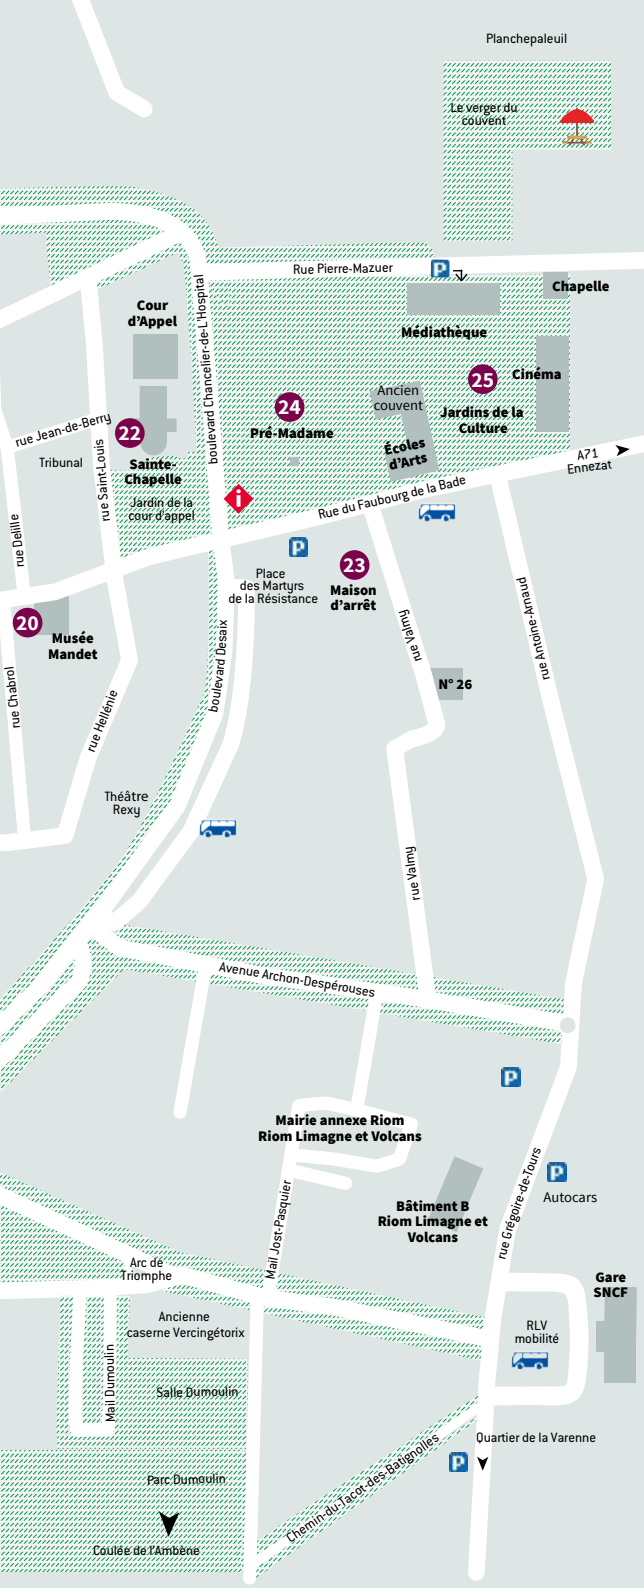 Planchepaleuil
Le verger du
couvent
Rue Pierre-Mazuer
P
Chapelle
Cour
d'Appel
boulevard Chancelier-de-L'Hospital
Médiathèque
25
Cinéma
Ancien
couvent
24
Jardins de la
Culture
rue Jean-de-Berry
22
Pré-Madame
Écoles
d'Arts
A71
Ennezat
Tribunal
rue Saint-Louis
Sainte-
Chapelle
Jardin de la
cour d'appel
i
Rue du Faubourg de la Bade
rue Delille
P
23
Maison
d'arrêt
Place
des Martyrs
de la Résistance
rue Antoine-Arnaud
20
Musée
Mandet
rue Valmy
boulevard Desaix
N° 26
rue Chabrol
rue Hellénie
Théâtre
Rexy
rue Valmy
Avenue Archon-Despérouses
P
Mairie annexe Riom
Riom Limagne et Volcans
P
Autocars
rue Grégoire-de-Tours
Bâtiment B
Riom Limagne et
Volcans
Mail Jost-Pasquier
Arc de
Triomphe
Gare
SNCF
Ancienne
caserne Vercingétorix
RLV
mobilité
Mail Dumoulin
Salle Dumoulin
Quartier de la Varenne
P
Chemin-du-Tacot-des-Batignolles
Parc Dumoulin
Coulée de l'Ambène